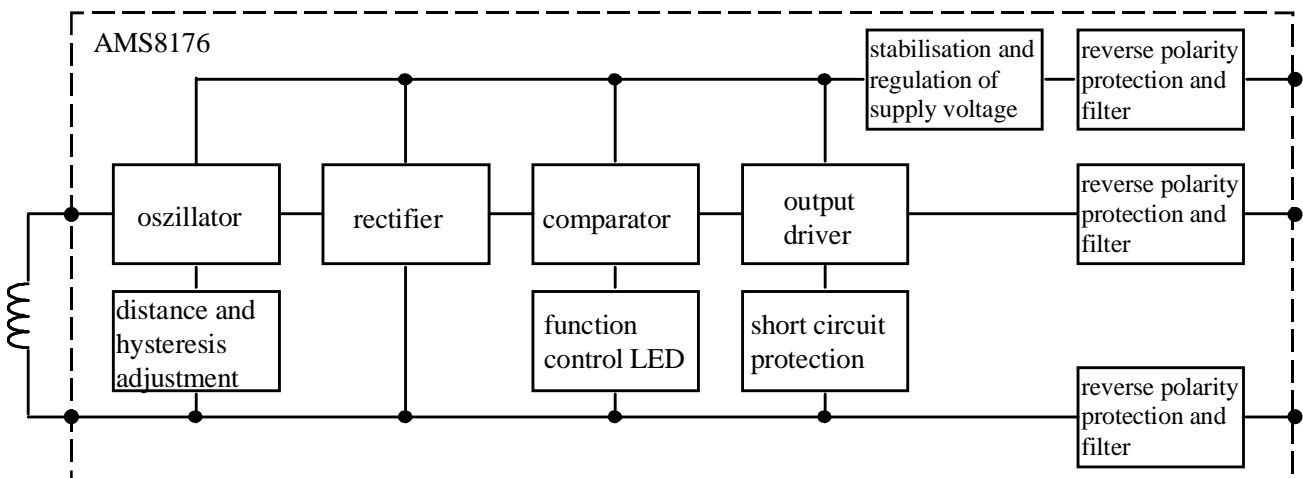 AMS8176
stabilisation and
regulation of
supply voltage
reverse polarity
protection and
filter
oszillator
rectifier
comparator
output
driver
reverse polarity
protection and
filter
distance and
hysteresis
adjustment
function
control LED
short circuit
protection
reverse polarity
protection and
filter